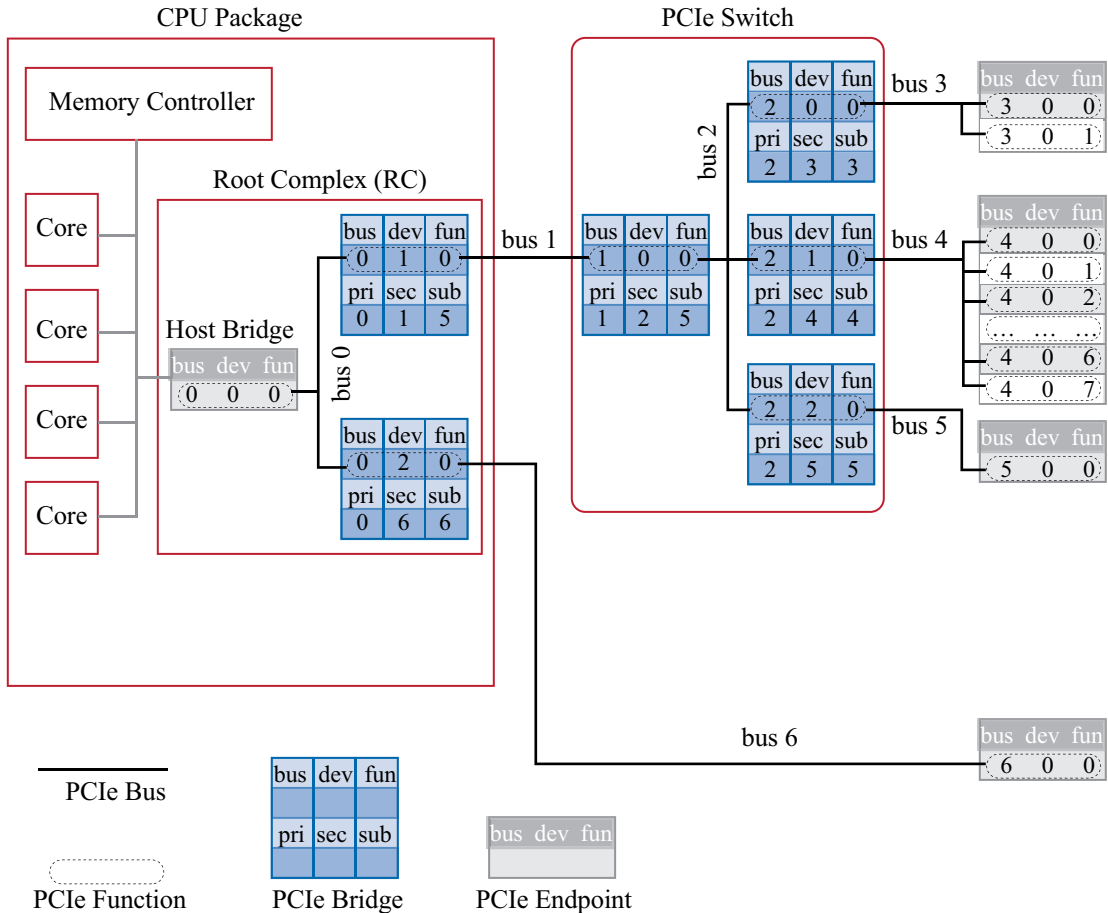 CPU Package
PCIe Switch
Memory Controller
Core
Core
Core
Core
Root Complex (RC)
Host Bridge
bus dev fun
0 0 0
bus 0
bus dev fun
0 1 0
pri sec sub
0 1 5
bus dev fun
0 2 0
pri sec sub
0 6 6
bus 1
bus dev fun
1 0 0
pri sec sub
1 2 5
bus 2
bus dev fun
2 0 0
pri sec sub
2 3 3
bus dev fun
2 1 0
pri sec sub
2 4 4
bus dev fun
2 2 0
pri sec sub
2 5 5
bus 3
bus dev fun
3 0 0
3 0 1
bus 4
bus dev fun
4 0 0
4 0 1
4 0 2
... ... ...
4 0 6
4 0 7
bus 5
bus dev fun
5 0 0
bus 6
bus dev fun
6 0 0
PCIe Bus
PCIe Function
bus dev fun
pri sec sub
PCIe Bridge
bus dev fun
PCIe Endpoint